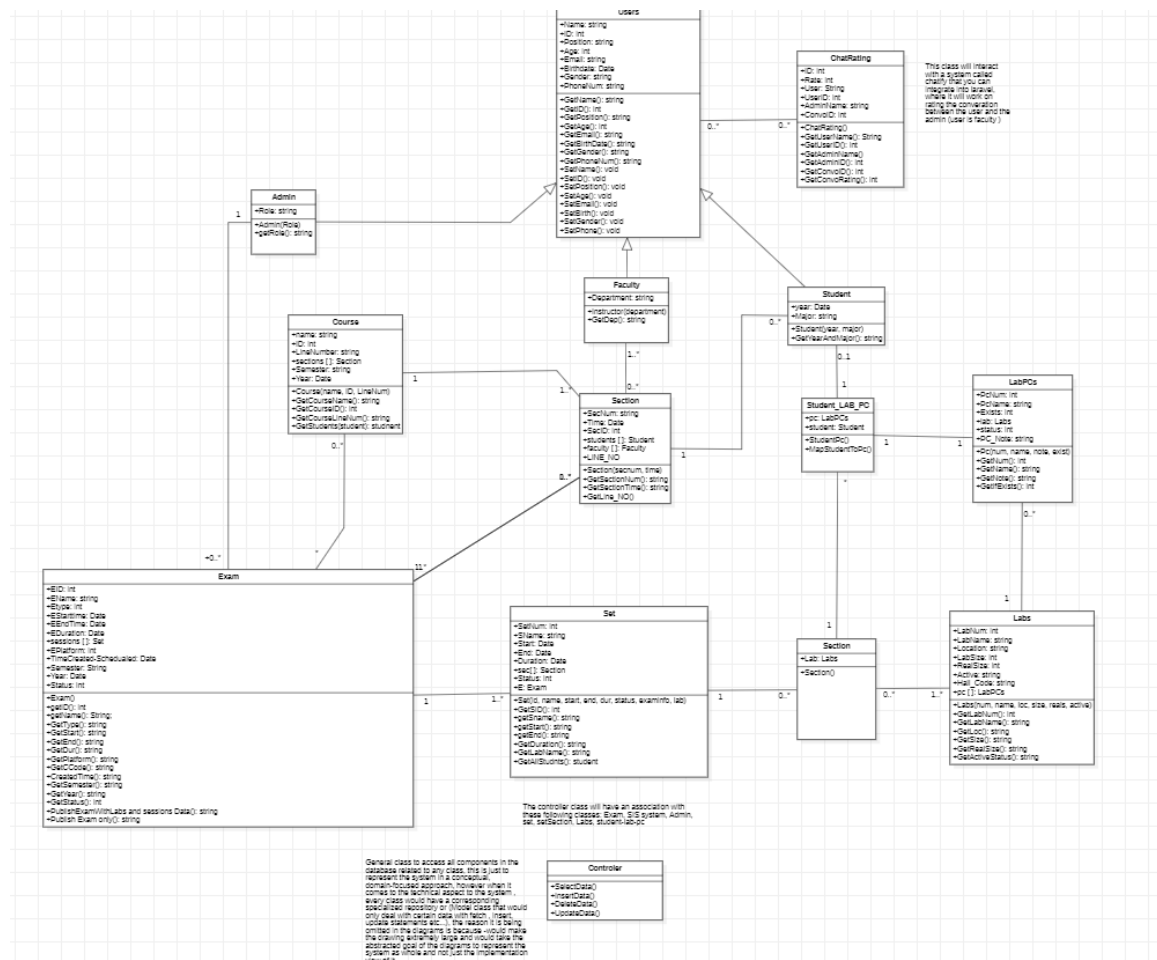 Users
+Name: string
+ID: int
+Position: string
+Age: int
+Email: string
+Birthdate: Date
+Gender: string
+PhoneNum: string
+GetName(): string
+GetID(): int
+GetPosition(): string
+GetAge(): int
+GetEmail(): string
+GetBirthDate(): string
+GetGender(): string
+GetPhoneNum(): string
+SetName(): void
+SetID(): void
+SetPosition(): void
+SetAge(): void
+SetEmail(): void
+SetBirth(): void
+SetGender(): void
+SetPhone(): void
0..*
0..*
ChatRating
+ID: int
+Rate: int
+User: String
+UserID: int
+AdminName: string
+ConvoID: int
+ChatRating()
+GetUserName(): String
+GetUserID(): int
+GetAdminName()
+GetAdminID(): int
+GetConvoID(): int
+GetConvoRating(): int
This class will interact
with a system called
chatify that you can
integrate into laravel,
where it will work on
rating the converation
between the user and the
admin (user is faculty )
1
Admin
+Role: string
+Admin(Role)
+getRole(): string
Faculty
+Department: string
+Instructor(department)
+GetDep(): string
1..*
0..*
Student
+year: Date
+Major: string
+Student(year, major)
+GetYearAndMajor(): string
0..*
0..1
1
Course
+name: string
+ID: int
+LineNumber: string
+sections [ ]: Section
+Semester: string
+Year: Date
+Course(name, ID, LineNum)
+GetCourseName(): string
+GetCourseID(): int
+GetCourseLineNum(): string
+GetStudents(student): studnent
1
1..*
0..*
*
Section
+SecNum: string
+Time: Date
+SecID: int
+students [ ]: Student
+faculty [ ]: Faculty
+LINE_NO
+Section(secnum, time)
+GetSectionNum(): string
+GetSectionTime(): string
+GetLine_NO()
1
Student_LAB_PC
+pc: LabPCs
+student: Student
+StudentPc()
+MapStudentToPc()
1
1
*
1
LabPCs
+PcNum: int
+PcName: string
+Exists: int
+lab: Labs
+status: int
+PC_Note: string
+Pc(num, name, note, exist)
+GetNum(): int
+GetName(): string
+GetNote(): string
+GetIfExists(): int
0..*
1
+0..*
Exam
+EID: int
+EName: string
+Etype: int
+EStartime: Date
+EEndTime: Date
+EDuration: Date
+sessions [ ]: Set
+EPlatform: int
+TimeCreated-Schedualed: Date
+Semester: String
+Year: Date
+Status: int
+Exam()
+getID(): int
+getName(): String;
+GetType(): string
+GetStart(): string
+GetEnd(): string
+GetDur(): string
+GetPlatform(): string
+GetCCode(): string
+CreatedTime(): string
+GetSemester(): string
+GetYear(): string
+GetStatus(): int
+PublishExamWithLabs and sessions Data(): string
+Publish Exam only(): string
1
1..*
Set
+SetNum: int
+SName: string
+Start: Date
+End: Date
+Duration: Date
+sec[ ]: Section
+Status: int
+E: Exam
+Set(id, name, start, end, dur, status, examinfo, lab)
+GetSID(): int
+getSname(): string
+getStart(): string
+getEnd(): string
+GetDuration(): string
+GetLabName(): string
+GetAllStudnts(): student
1
0..*
Section
+Lab: Labs
+Section()
0..*
1..*
Labs
+LabNum: int
+LabName: string
+Location: string
+LabSize: int
+RealSize: int
+Active: string
+Hall_Code: string
+pc [ ]: LabPCs
+Labs(num, name, loc, size, reals, active)
+GetLabNum(): int
+GetLabName(): string
+GetLoc(): string
+GetSize(): string
+GetRealSize(): string
+GetActiveStatus(): string
The controller class will have an association with
these following classes: Exam, SIS system, Admin,
set, setSection, Labs, student-lab-pc
General class to access all components in the
database related to any class, this is just to
represent the system in a conceptual,
domain-focused approach, however when it
comes to the technical aspect to the system ,
every class would have a corresponding
specialized repository or (Model class that would
only deal with certain data with fetch , insert,
update statements etc...), the reason it is being
omitted in the diagrams is because -would make
the drawing extremely large and would take the
abstracted goal of the diagrams to represent the
system as whole and not just the implementation
Controler
+SelectData()
+InsertData()
+DeleteData()
+UpdateData()